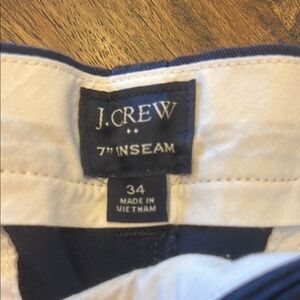 J.CREW
7" INSEAM
34
MADE IN
VIETNAM